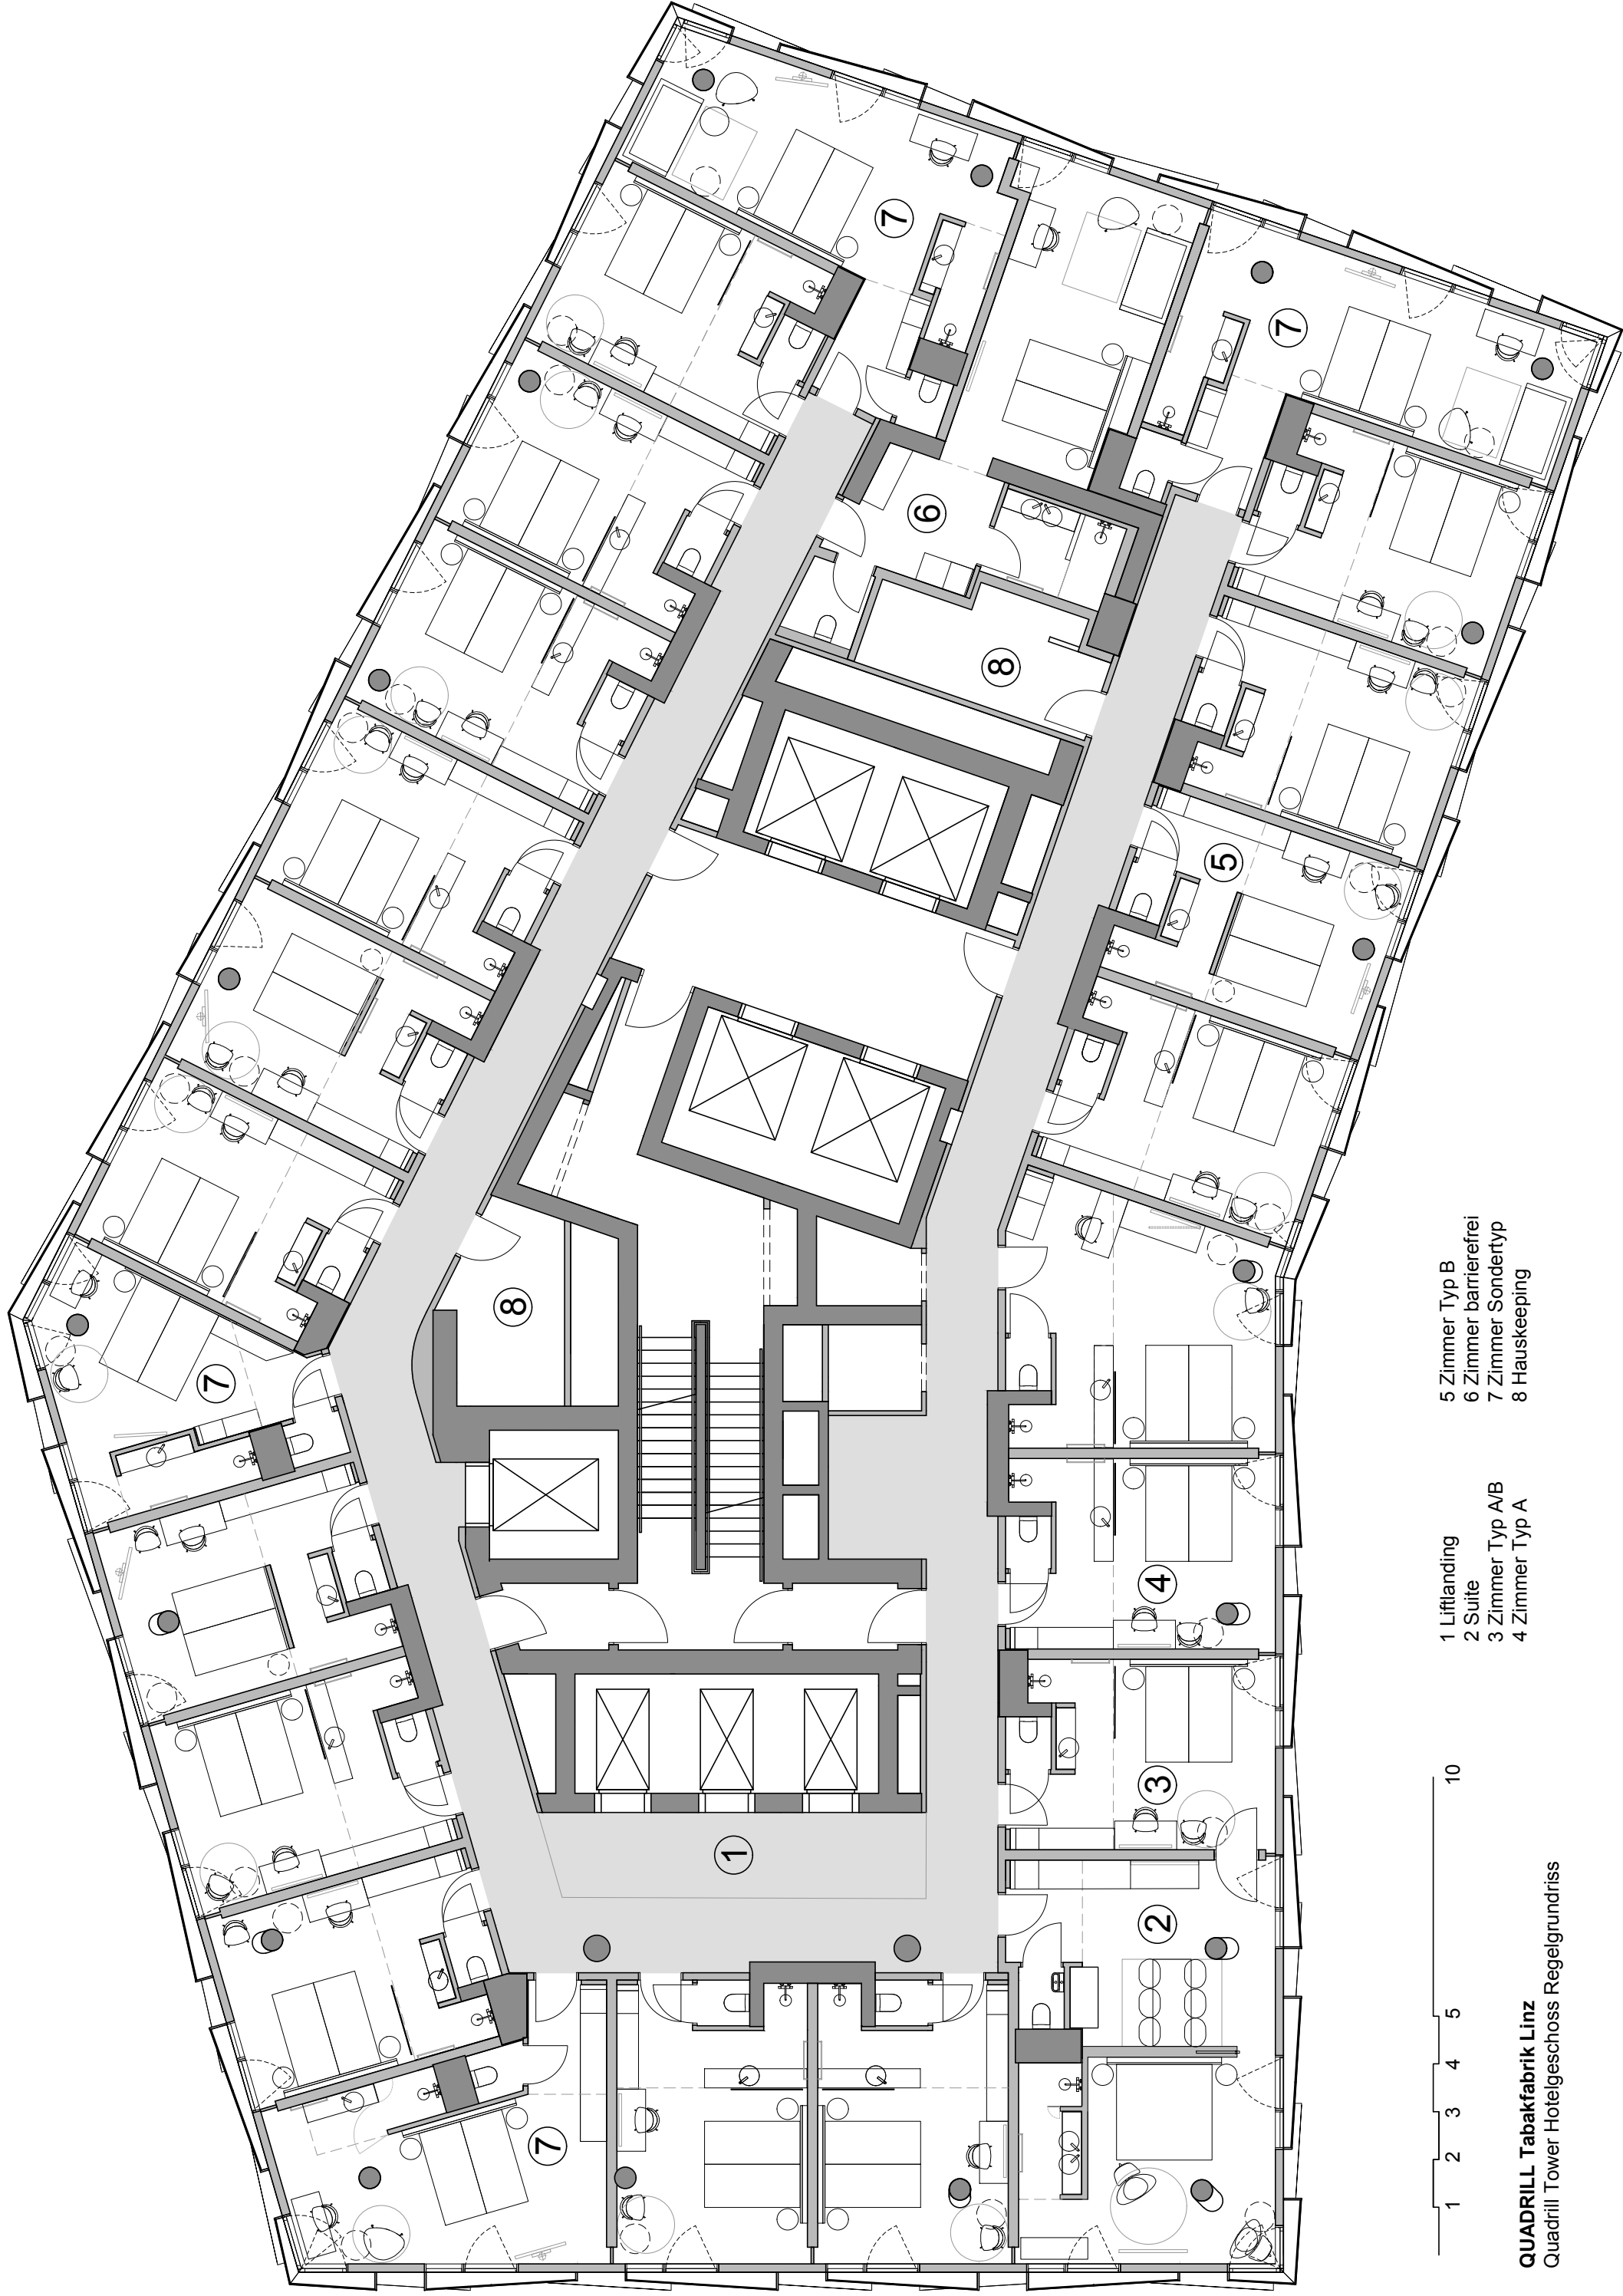 7
7
6
8
5
7
8
4
3
1
2
7
1 Liftlanding
2 Suite
3 Zimmer Typ A/B
4 Zimmer Typ A
5 Zimmer Typ B
6 Zimmer barrierefrei
7 Zimmer Sondertyp
8 Hauskeeping
1 2 3 4 5 10
QUADRILL Tabakfabrik Linz
Quadrill Tower Hotelgeschoss Regelgrundriss